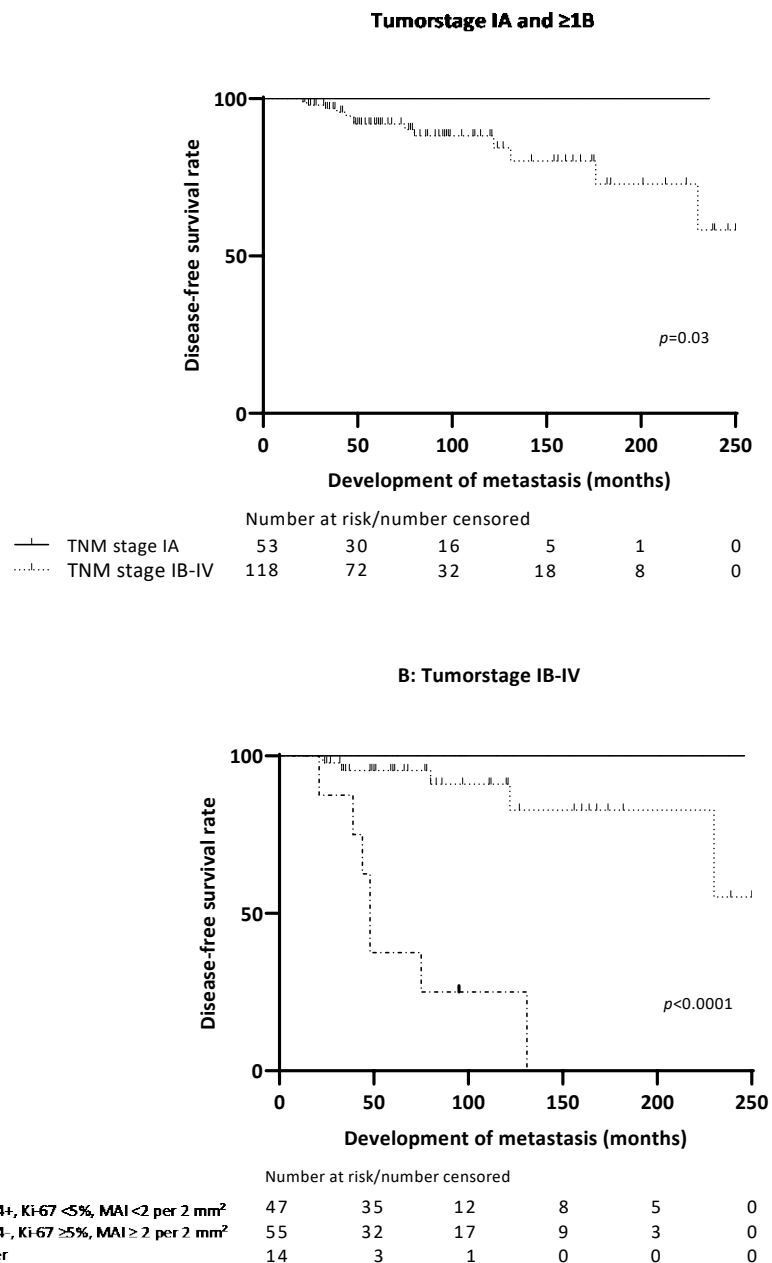 Tumorstage IA and ≥1B
100
50
0
Disease-free survival rate
p=0.03
0 50 100 150 200 250
Development of metastasis (months)
Number at risk/number censored
TNM stage IA 53 30 16 5 1 0
TNM stage IB-IV 118 72 32 18 8 0
B: Tumorstage IB-IV
100
50
0
Disease-free survival rate
p<0.0001
0 50 100 150 200 250
Development of metastasis (months)
Number at risk/number censored
4+, Ki-67 <5%, MAI <2 per 2 mm² 47 35 12 8 5 0
4-, Ki-67 ≥5%, MAI ≥ 2 per 2 mm² 55 32 17 9 3 0
14 3 1 0 0 0